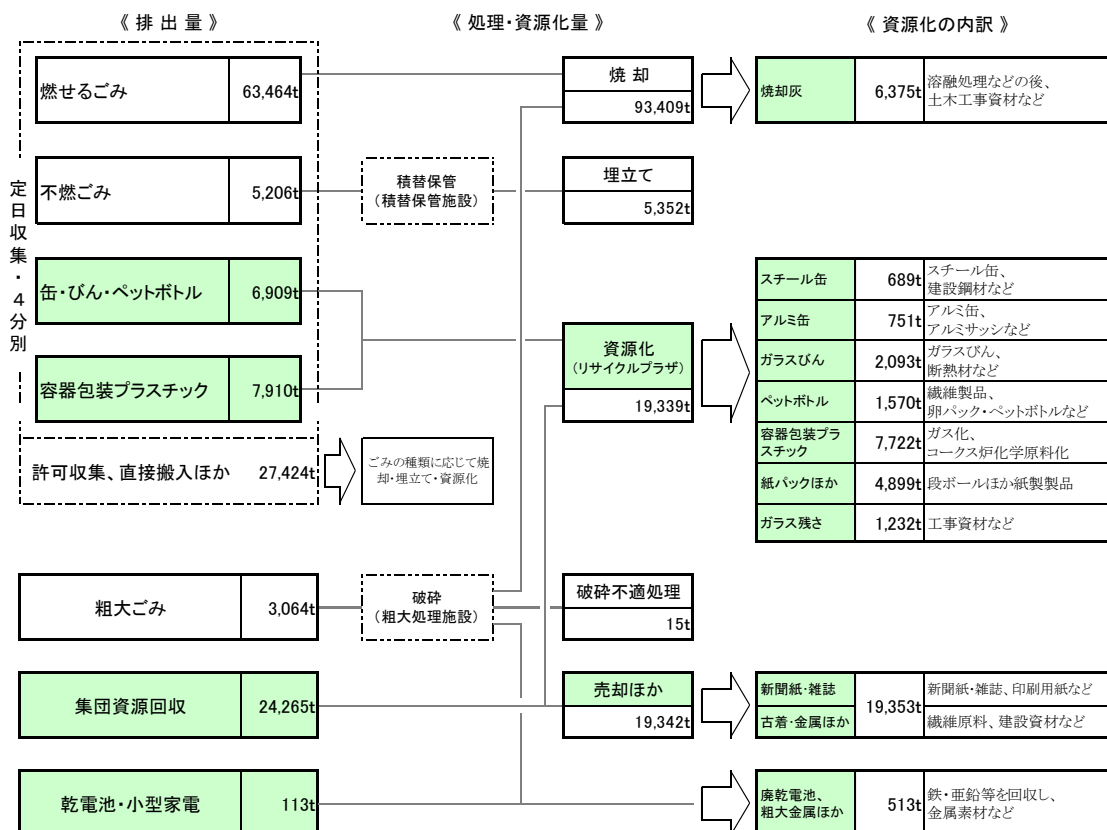 《 排 出 量 》
《 処理・資源化量 》
《 資源化の内訳 》
定日収集・4分別
燃せるごみ 63,464t
焼 却
93,409t
焼却灰 6,375t 溶融処理などの後、
土木工事資材など
不燃ごみ 5,206t
積替保管
(積替保管施設)
埋立て
5,352t
缶・びん・ペットボトル 6,909t
容器包装プラスチック 7,910t
資源化
(リサイクルプラザ)
19,339t
スチール缶 689t スチール缶、
建設鋼材など
アルミ缶 751t アルミ缶、
アルミサッシなど
ガラスびん 2,093t ガラスびん、
断熱材など
ペットボトル 1,570t 繊維製品、
卵パック・ペットボトルなど
容器包装プラ
スチック 7,722t ガス化、
コークス炉化学原料化
紙パックほか 4,899t 段ボールほか紙製製品
ガラス残さ 1,232t 工事資材など
許可収集、直接搬入ほか 27,424t
ごみの種類に応じて焼
却・埋立て・資源化
粗大ごみ 3,064t
破砕
(粗大処理施設)
破砕不適処理
15t
集団資源回収 24,265t
売却ほか
19,342t
新聞紙・雑誌 19,353t 新聞紙・雑誌、印刷用紙など
古着・金属ほか 繊維原料、建設資材など
乾電池・小型家電 113t
廃乾電池、
粗大金属ほか 513t 鉄・亜鉛等を回収し、
金属素材など